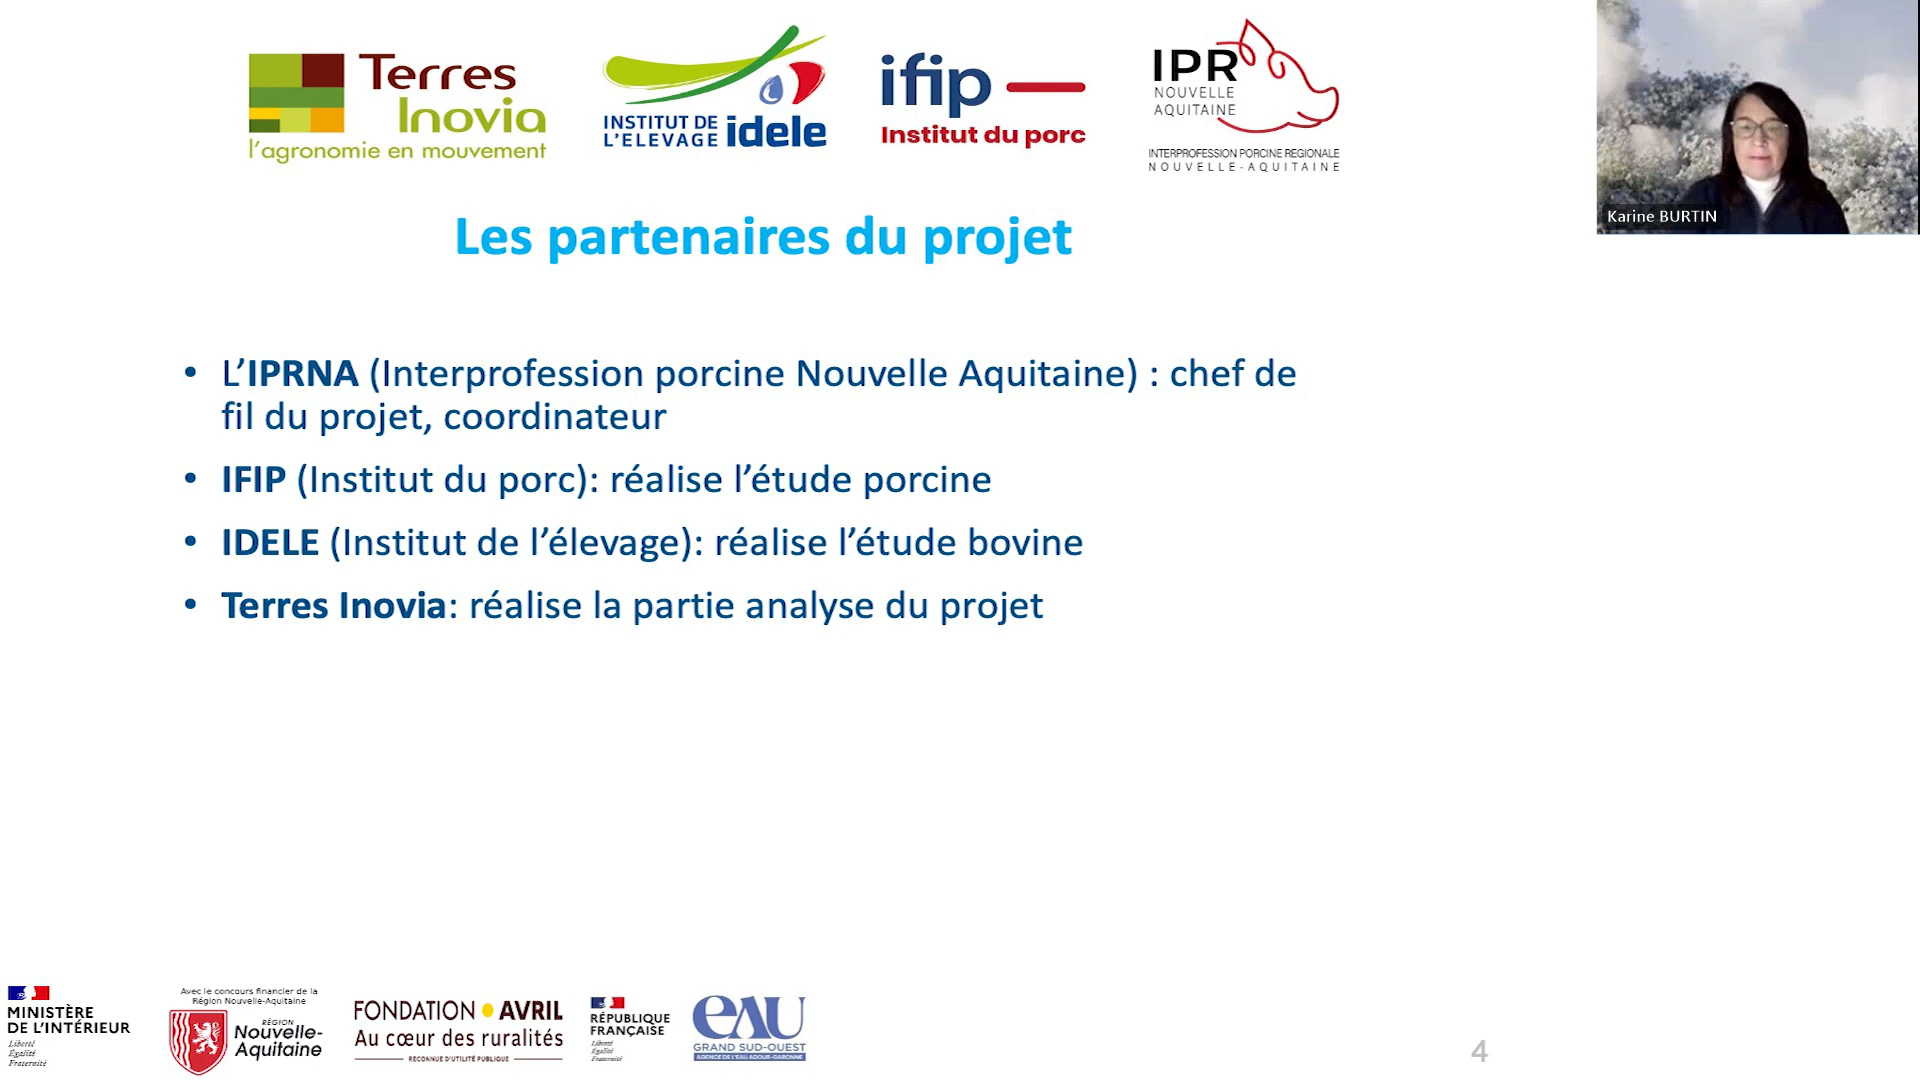 Terres
Inovia
l'agronomie en mouvement
INSTITUT DE
L'ELEVAGE idele
ifip
Institut du porc
IPR
NOUVELLE
AQUITAINE
INTERPROFESSION PORCINE REGIONALE
NOUVELLE-AQUITAINE
Karine BURTIN
Les partenaires du projet
• L'IPRNA (Interprofession porcine Nouvelle Aquitaine) : chef de
fil du projet, coordinateur
• IFIP (Institut du porc): réalise l'étude porcine
• IDELE (Institut de l'élevage): réalise l'étude bovine
• Terres Inovia: réalise la partie analyse du projet
MINISTÈRE
DE L'INTÉRIEUR
Liberté
Égalité
Fraternité
Avec le concours financier de la
Région Nouvelle-Aquitaine
RÉGION
Nouvelle-
Aquitaine
FONDATION AVRIL
Au cœur des ruralités
RECONNUE D'UTILITÉ PUBLIQUE
RÉPUBLIQUE
FRANÇAISE
Liberté
Égalité
Fraternité
eAU
GRAND SUD-OUEST
AGENCE DE L'EAU ADOUR-GARONNE
4